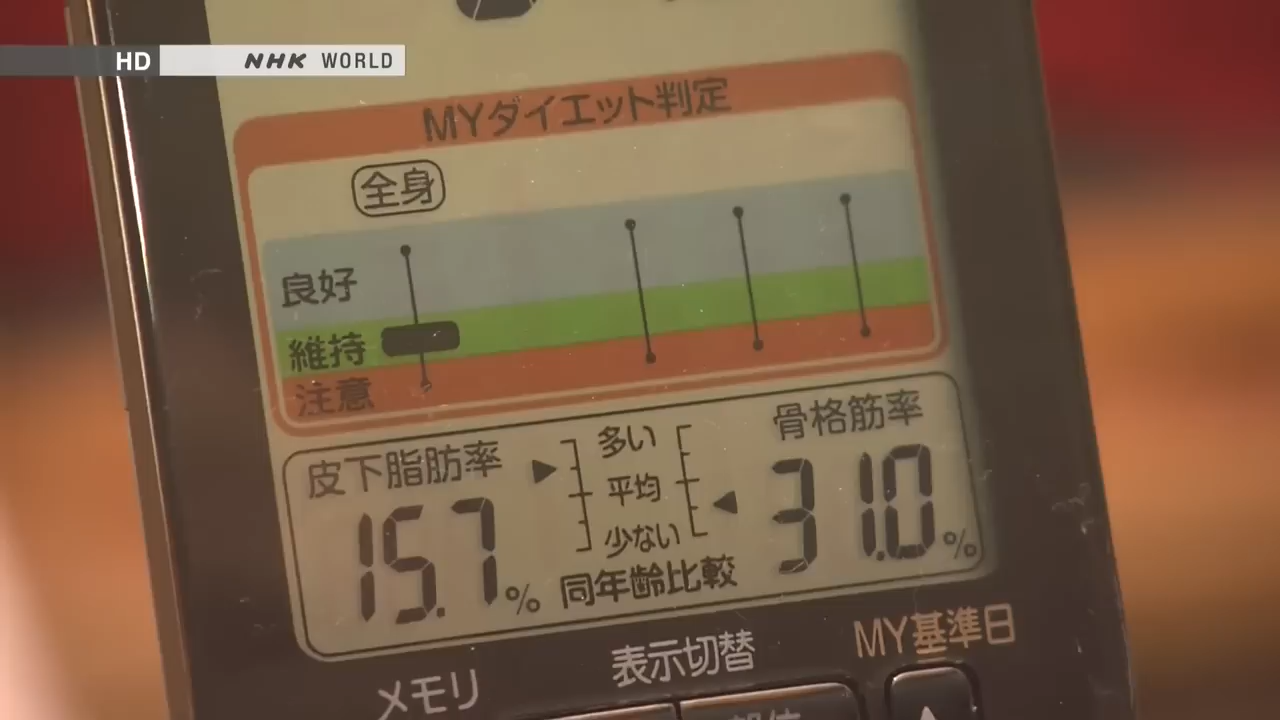 HD NHK WORLD
MYダイエット判定
全身
良好
維持
注意
皮下脂肪率 多い 骨格筋率
15.7% 平均 31.0%
少ない
同年齢比較
メモリ 表示切替 MY基準日
部位